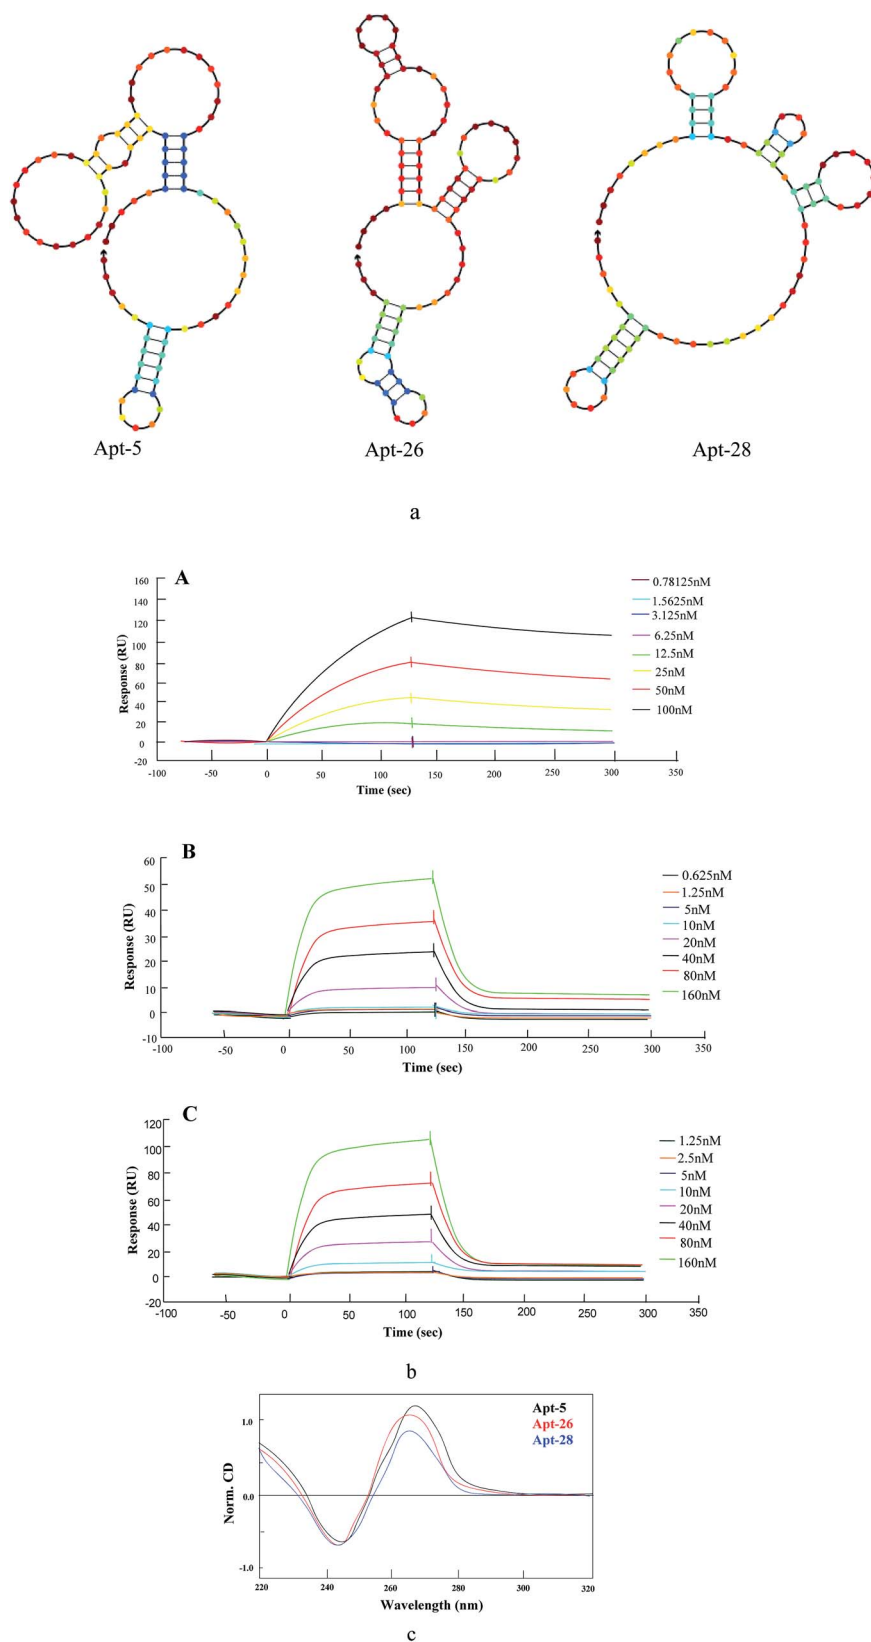 Apt-5
Apt-26
Apt-28
a
A
Response (RU)
160
140
120
100
80
60
40
20
0
-20
-100
-50
0
50
100
150
200
250
300
350
Time (sec)
0.78125nM
1.5625nM
3.125nM
6.25nM
12.5nM
25nM
50nM
100nM
B
Response (RU)
60
50
40
30
20
10
0
-10
-100
-50
0
50
100
150
200
250
300
350
Time (sec)
0.625nM
1.25nM
5nM
10nM
20nM
40nM
80nM
160nM
C
Response (RU)
120
100
80
60
40
20
0
-20
-100
-50
0
50
100
150
200
250
300
350
Time (sec)
1.25nM
2.5nM
5nM
10nM
20nM
40nM
80nM
160nM
b
Norm. CD
1.0
0.0
-1.0
220
240
260
280
300
320
Wavelength (nm)
Apt-5
Apt-26
Apt-28
c